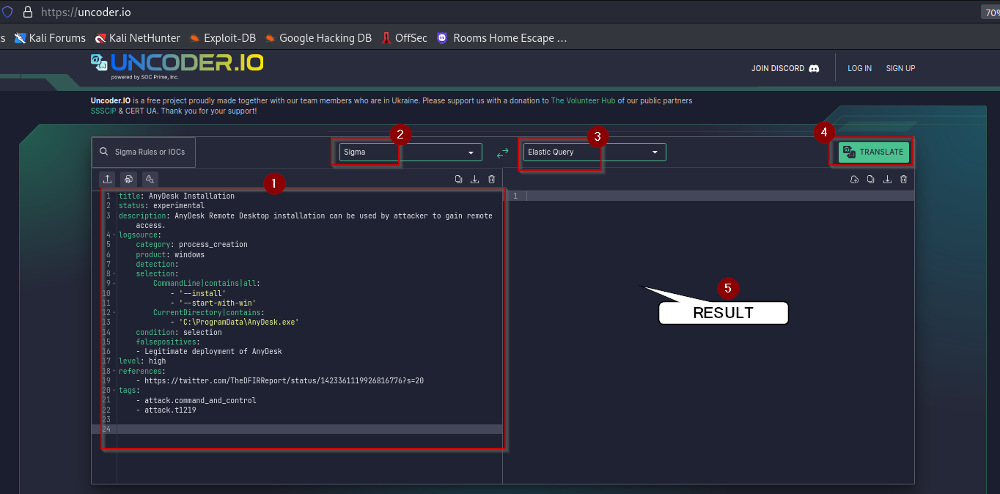 https://uncoder.io
70%
s Kali Forums Kali NetHunter Exploit-DB Google Hacking DB OffSec Rooms Home Escape ...
UNCODER.IO
powered by SOC Prime, Inc.
JOIN DISCORD LOG IN SIGN UP
Uncoder.IO is a free project proudly made together with our team members who are in Ukraine. Please support us with a donation to The Volunteer Hub of our public partners
SSSCIP & CERT UA. Thank you for your support!
Sigma Rules or IOCs
2
Sigma
3
Elastic Query
4
TRANSLATE
1
1 title: AnyDesk Installation
2 status: experimental
3 description: AnyDesk Remote Desktop installation can be used by attacker to gain remote
access.
4 logsource:
5 category: process_creation
6 product: windows
7 detection:
8 selection:
9 CommandLine|contains|all:
10 - '--install'
11 - '--start-with-win'
12 CurrentDirectory|contains:
13 - 'C:\ProgramData\AnyDesk.exe'
14 condition: selection
15 falsepositives:
16 - Legitimate deployment of AnyDesk
17 level: high
18 references:
19 - https://twitter.com/TheDFIRReport/status/1423361119926816776?s=20
20 tags:
21 - attack.command_and_control
22 - attack.t1219
23
24
1
5
RESULT